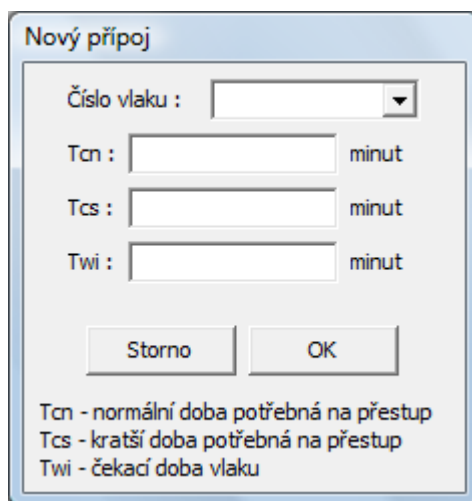 Nový přípoj
Číslo vlaku :
Tcn : minut
Tcs : minut
Twi : minut
Storno OK
Tcn - normální doba potřebná na přestup
Tcs - kratší doba potřebná na přestup
Twi - čekací doba vlaku